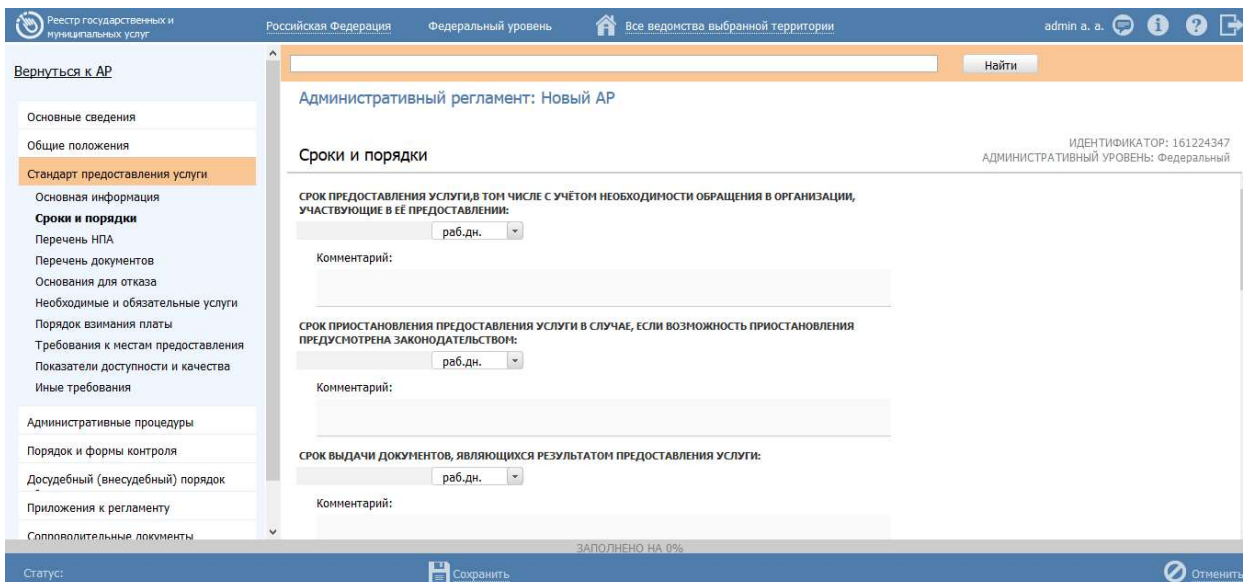 Реестр государственных и
муниципальных услуг
Российская Федерация
Федеральный уровень
Все ведомства выбранной территории
admin a. a.
Вернуться к АР
Найти
Основные сведения
Общие положения
Стандарт предоставления услуги
Основная информация
Сроки и порядки
Перечень НПА
Перечень документов
Основания для отказа
Необходимые и обязательные услуги
Порядок взимания платы
Требования к местам предоставления
Показатели доступности и качества
Иные требования
Административные процедуры
Порядок и формы контроля
Досудебный (внесудебный) порядок
Приложения к регламенту
Сопроводительные документы
Административный регламент: Новый АР
Сроки и порядки
ИДЕНТИФИКАТОР: 161224347
АДМИНИСТРАТИВНЫЙ УРОВЕНЬ: Федеральный
СРОК ПРЕДОСТАВЛЕНИЯ УСЛУГИ,В ТОМ ЧИСЛЕ С УЧЁТОМ НЕОБХОДИМОСТИ ОБРАЩЕНИЯ В ОРГАНИЗАЦИИ,
УЧАСТВУЮЩИЕ В ЕЁ ПРЕДОСТАВЛЕНИИ:
раб.дн.
Комментарий:
СРОК ПРИОСТАНОВЛЕНИЯ ПРЕДОСТАВЛЕНИЯ УСЛУГИ В СЛУЧАЕ, ЕСЛИ ВОЗМОЖНОСТЬ ПРИОСТАНОВЛЕНИЯ
ПРЕДУСМОТРЕНА ЗАКОНОДАТЕЛЬСТВОМ:
раб.дн.
Комментарий:
СРОК ВЫДАЧИ ДОКУМЕНТОВ, ЯВЛЯЮЩИХСЯ РЕЗУЛЬТАТОМ ПРЕДОСТАВЛЕНИЯ УСЛУГИ:
раб.дн.
Комментарий:
ЗАПОЛНЕНО НА 0%
Статус:
Сохранить
Отменить